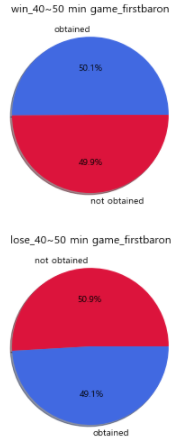 win_40~50 min game_firstbaron
obtained
50.1%
49.9%
not obtained
lose_40~50 min game_firstbaron
not obtained
50.9%
49.1%
obtained